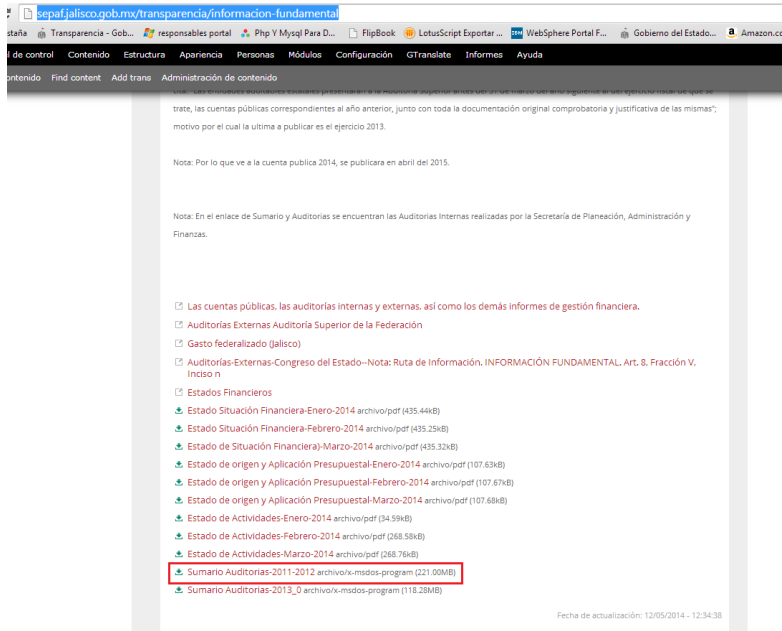 sepaf.jalisco.gob.mx/transparencia/informacion-fundamental
staña Transparencia - Gob... responsables portal Php Y Mysql Para D... FlipBook LotusScript Exportar ... WebSphere Portal F... Gobierno del Estado... Amazon.co
l de control Contenido Estructura Apariencia Personas Módulos Configuración GTranslate Informes Ayuda
ontenido Find content Add trans Administración de contenido
trate, las cuentas públicas correspondientes al año anterior, junto con toda la documentación original comprobatoria y justificativa de las mismas";
motivo por el cual la ultima a publicar es el ejercicio 2013.
Nota: Por lo que ve a la cuenta publica 2014, se publicara en abril del 2015.
Nota: En el enlace de Sumario y Auditorias se encuentran las Auditorias Internas realizadas por la Secretaría de Planeación, Administración y
Finanzas.
Las cuentas públicas, las auditorías internas y externas, así como los demás informes de gestión financiera.
Auditorías Externas Auditoría Superior de la Federación
Gasto federalizado (Jalisco)
Auditorías-Externas-Congreso del Estado--Nota: Ruta de Información. INFORMACIÓN FUNDAMENTAL. Art. 8. Fracción V.
Inciso n
Estados Financieros
Estado Situación Financiera-Enero-2014 archivo/pdf (435.44kB)
Estado Situación Financiera-Febrero-2014 archivo/pdf (435.25kB)
Estado de Situación Financiera)-Marzo-2014 archivo/pdf (435.32kB)
Estado de origen y Aplicación Presupuestal-Enero-2014 archivo/pdf (107.63kB)
Estado de origen y Aplicación Presupuestal-Febrero-2014 archivo/pdf (107.67kB)
Estado de origen y Aplicación Presupuestal-Marzo-2014 archivo/pdf (107.68kB)
Estado de Actividades-Enero-2014 archivo/pdf (34.59kB)
Estado de Actividades-Febrero-2014 archivo/pdf (268.58kB)
Estado de Actividades-Marzo-2014 archivo/pdf (268.76kB)
Sumario Auditorias-2011-2012 archivo/x-msdos-program (221.00MB)
Sumario Auditorias-2013_0 archivo/x-msdos-program (118.28MB)
Fecha de actualización: 12/05/2014 - 12:34:38